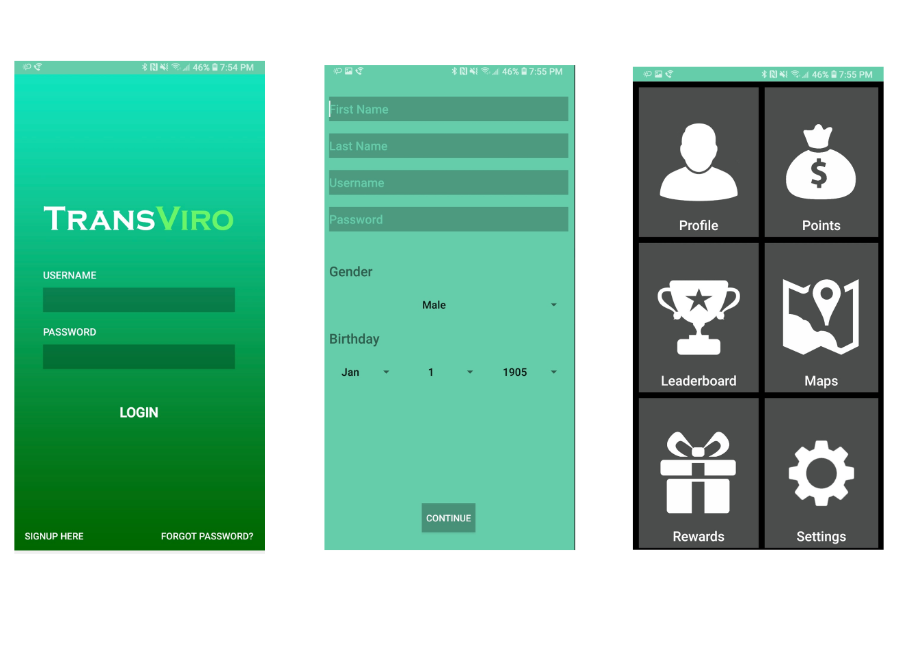 46% 7:54 PM
TRANSVIRO
USERNAME
PASSWORD
LOGIN
SIGNUP HERE FORGOT PASSWORD?
46% 7:55 PM
First Name
Last Name
Username
Password
Gender
Male
Birthday
Jan 1 1905
CONTINUE
46% 7:55 PM
Profile Points
Leaderboard Maps
Rewards Settings